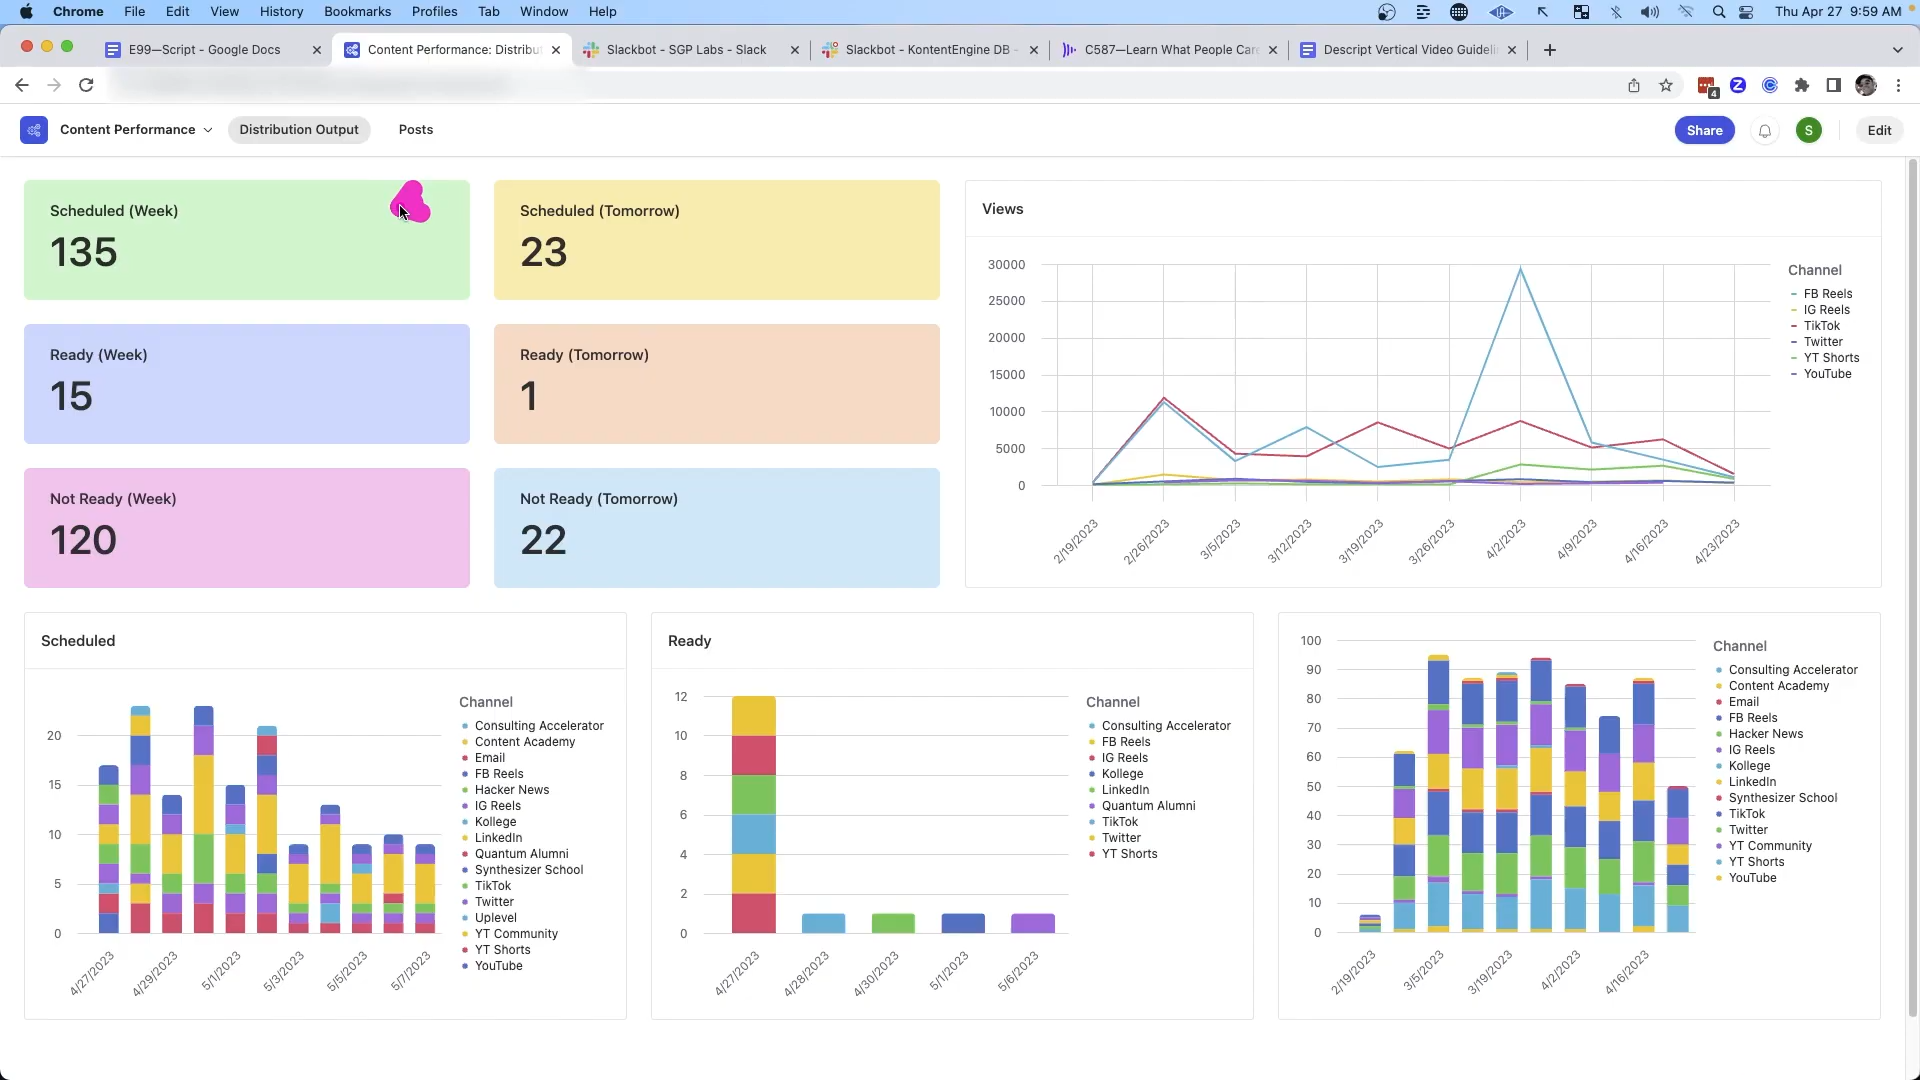 Chrome File Edit View History Bookmarks Profiles Tab Window Help Thu Apr 27 9:59 AM
E99—Script - Google Docs Content Performance: Distribut Slackbot - SGP Labs - Slack Slackbot - KontentEngine DB - C587—Learn What People Car Descript Vertical Video Guideli
4
Content Performance Distribution Output Posts Share S Edit
Scheduled (Week)
135
Scheduled (Tomorrow)
23
Ready (Week)
15
Ready (Tomorrow)
1
Not Ready (Week)
120
Not Ready (Tomorrow)
22
Views
30000
25000
20000
15000
10000
5000
0
2/19/2023 2/26/2023 3/5/2023 3/12/2023 3/19/2023 3/26/2023 4/2/2023 4/9/2023 4/16/2023 4/23/2023
Channel
FB Reels
IG Reels
TikTok
Twitter
YT Shorts
YouTube
Scheduled
20
15
10
5
0
4/27/2023 4/29/2023 5/1/2023 5/3/2023 5/5/2023 5/7/2023
Channel
Consulting Accelerator
Content Academy
Email
FB Reels
Hacker News
IG Reels
Kollege
LinkedIn
Quantum Alumni
Synthesizer School
TikTok
Twitter
Uplevel
YT Community
YT Shorts
YouTube
Ready
12
10
8
6
4
2
0
4/27/2023 4/28/2023 4/30/2023 5/1/2023 5/6/2023
Channel
Consulting Accelerator
FB Reels
IG Reels
Kollege
LinkedIn
Quantum Alumni
TikTok
Twitter
YT Shorts
100
90
80
70
60
50
40
30
20
10
0
2/19/2023 3/5/2023 3/19/2023 4/2/2023 4/16/2023
Channel
Consulting Accelerator
Content Academy
Email
FB Reels
Hacker News
IG Reels
Kollege
LinkedIn
Synthesizer School
TikTok
Twitter
YT Community
YT Shorts
YouTube